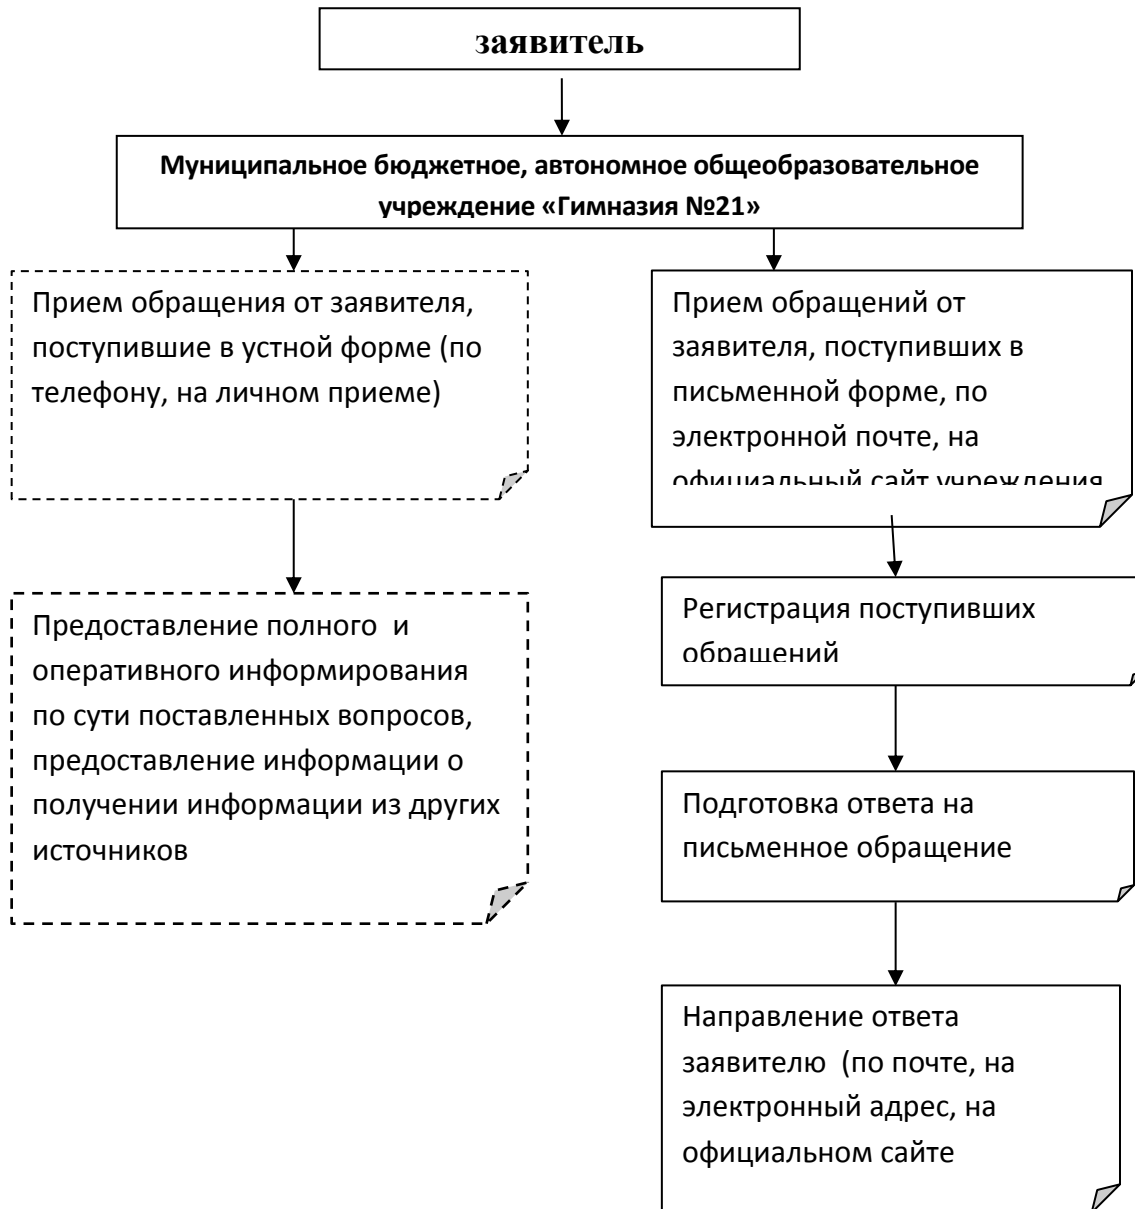 заявитель
Муниципальное бюджетное, автономное общеобразовательное
учреждение «Гимназия №21»
Прием обращения от заявителя,
поступившие в устной форме (по
телефону, на личном приеме)
Предоставление полного и
оперативного информирования
по сути поставленных вопросов,
предоставление информации о
получении информации из других
источников
Прием обращений от
заявителя, поступивших в
письменной форме, по
электронной почте, на
официальный сайт учреждения
Регистрация поступивших
обращений
Подготовка ответа на
письменное обращение
Направление ответа
заявителю (по почте, на
электронный адрес, на
официальном сайте